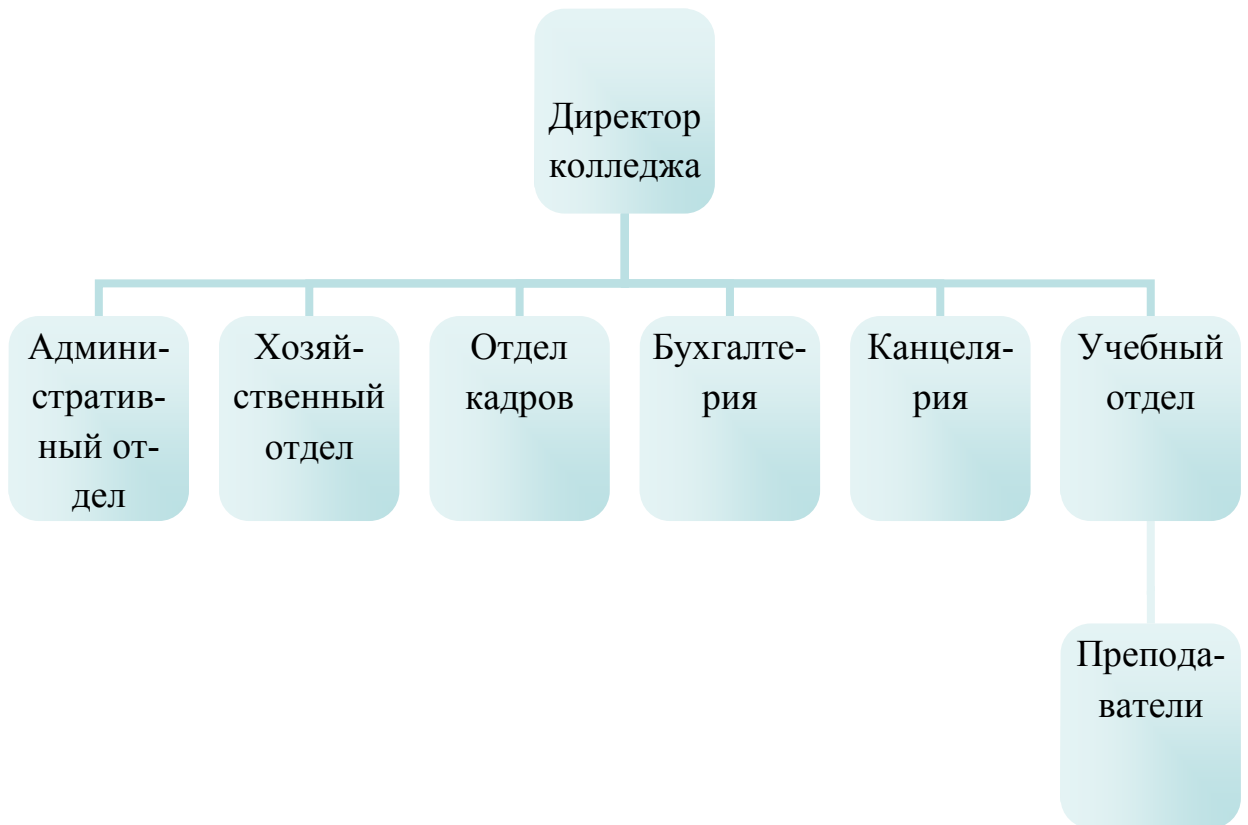 Директор
колледжа
Админи-
стратив-
ный от-
дел
Хозяй-
ственный
отдел
Отдел
кадров
Бухгалте-
рия
Канцеля-
рия
Учебный
отдел
Препода-
ватели